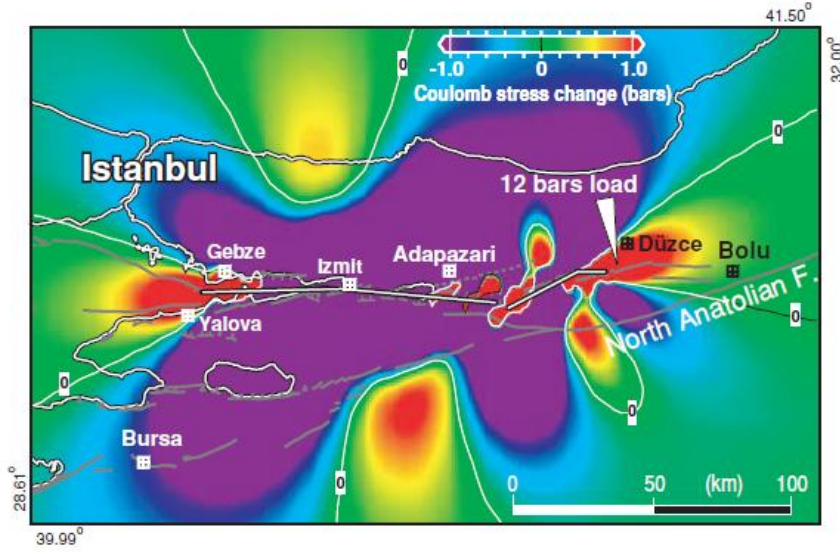 41.50°
32.00°
-1.0 0 1.0
Coulomb stress change (bars)
0
0
Istanbul
12 bars load
Gebze
Izmit
Adapazari
Düzce
Bolu
Yalova
North Anatolian F.
0
0
0
Bursa
0
0 50 (km) 100
28.61°
39.99°